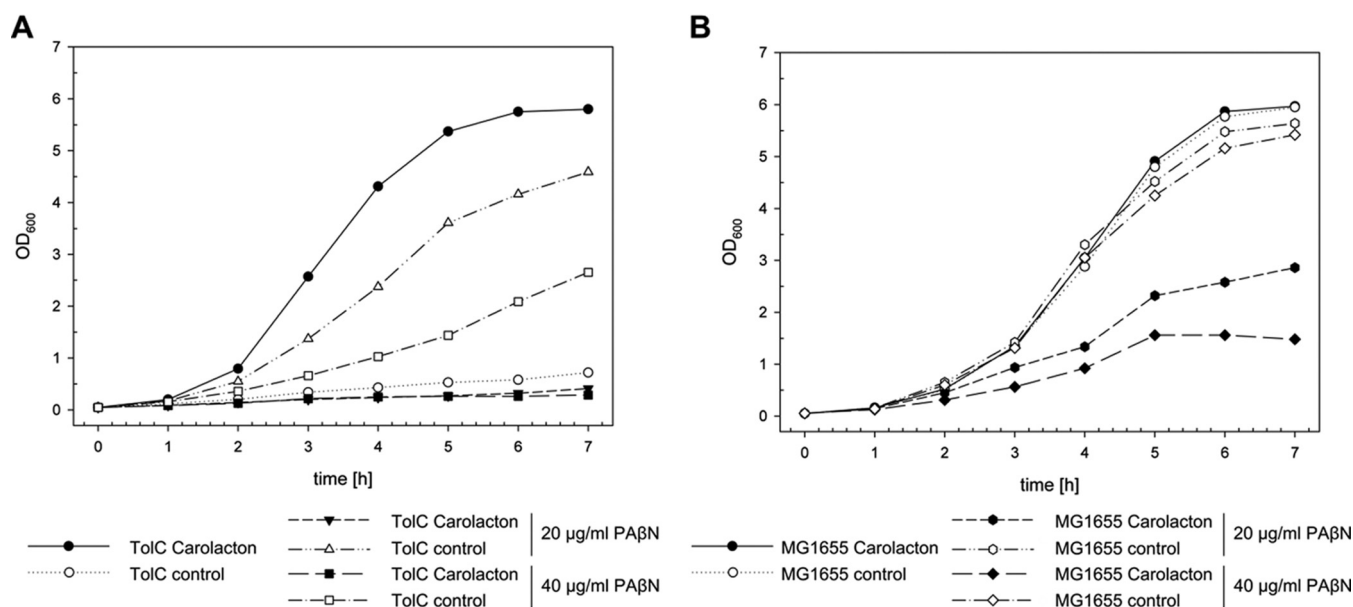 A
7
6
5
4
3
2
1
0
OD600
0 1 2 3 4 5 6 7
time [h]
TolC Carolacton
TolC control
TolC Carolacton
TolC control
20 µg/ml PAβN
TolC Carolacton
TolC control
40 µg/ml PAβN
B
7
6
5
4
3
2
1
0
OD600
0 1 2 3 4 5 6 7
time [h]
MG1655 Carolacton
MG1655 control
MG1655 Carolacton
MG1655 control
20 µg/ml PAβN
MG1655 Carolacton
MG1655 control
40 µg/ml PAβN